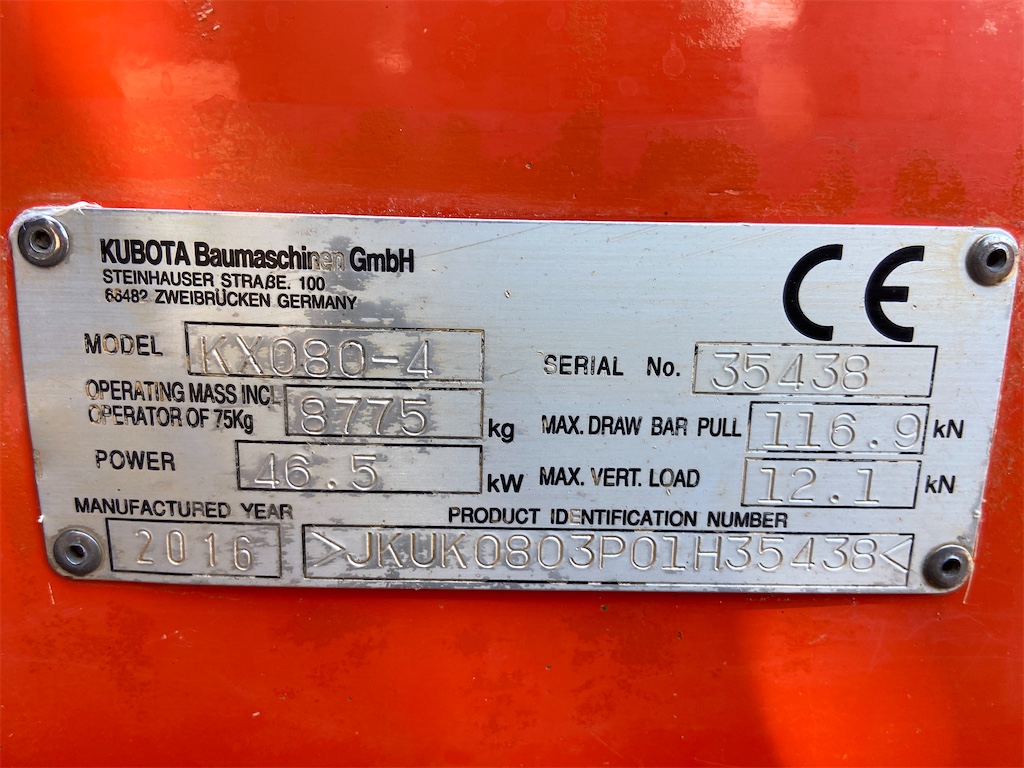 KUBOTA Baumaschinen GmbH
STEINHAUSER STRAßE. 100
66482 ZWEIBRÜCKEN GERMANY
CE
MODEL KX080-4
SERIAL No. 35438
OPERATING MASS INCL
OPERATOR OF 75Kg 8775 kg
MAX. DRAW BAR PULL 116.9 kN
POWER 46.5 kW
MAX. VERT. LOAD 12.1 kN
MANUFACTURED YEAR 2016
PRODUCT IDENTIFICATION NUMBER
>JKUK0803P01H35438<